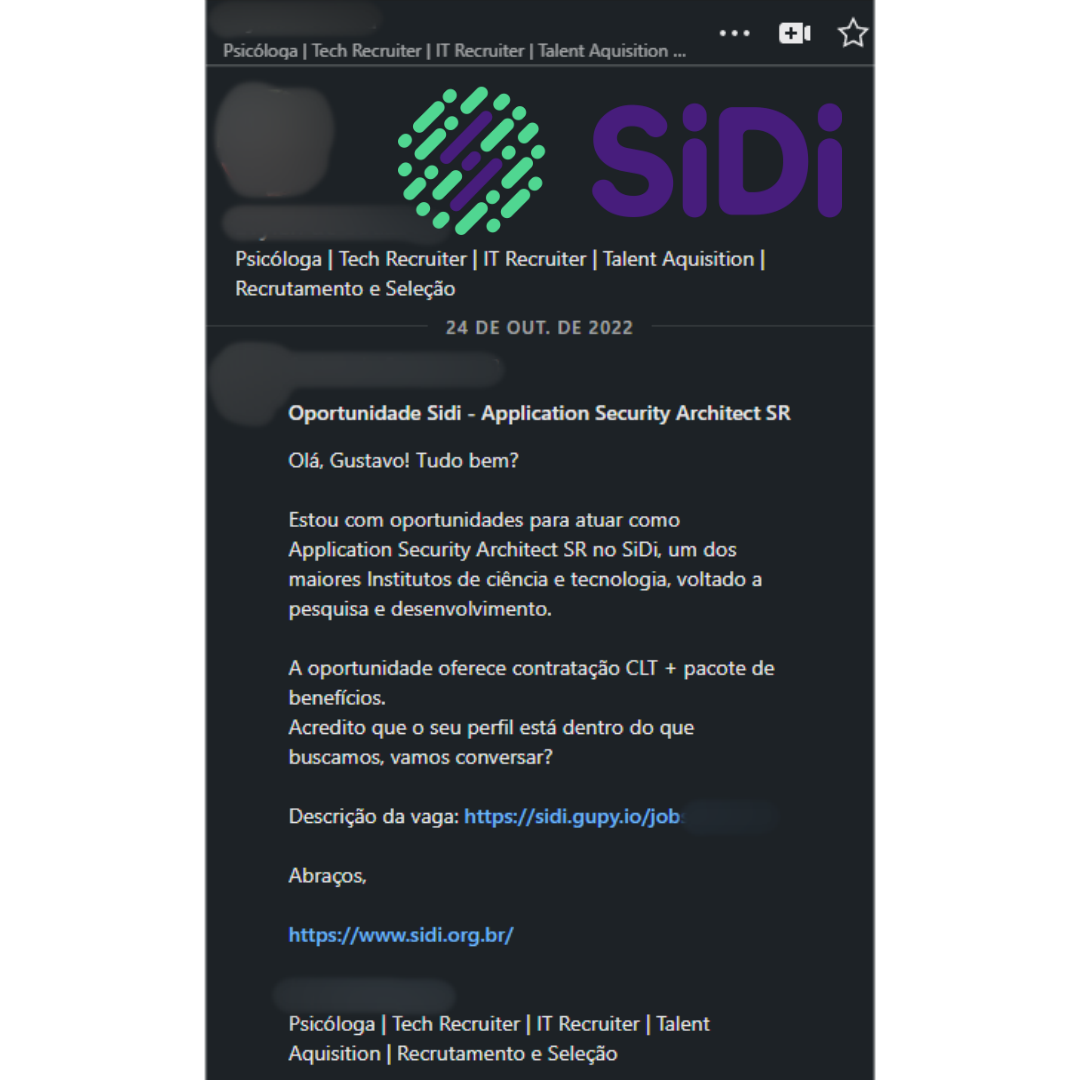 Psicóloga | Tech Recruiter | IT Recruiter | Talent Aquisition ...
SiDi
Psicóloga | Tech Recruiter | IT Recruiter | Talent Aquisition |
Recrutamento e Seleção
24 DE OUT. DE 2022
Oportunidade Sidi - Application Security Architect SR
Olá, Gustavo! Tudo bem?
Estou com oportunidades para atuar como
Application Security Architect SR no SiDi, um dos
maiores Institutos de ciência e tecnologia, voltado a
pesquisa e desenvolvimento.
A oportunidade oferece contratação CLT + pacote de
benefícios.
Acredito que o seu perfil está dentro do que
buscamos, vamos conversar?
Descrição da vaga: https://sidi.gupy.io/job
Abraços,
https://www.sidi.org.br/
Psicóloga | Tech Recruiter | IT Recruiter | Talent
Aquisition | Recrutamento e Seleção